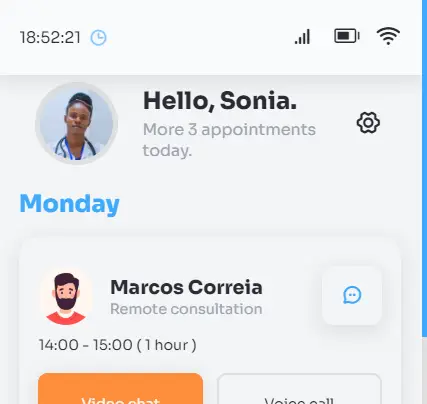 18:52:21
Hello, Sonia.
More 3 appointments
today.
Monday
Marcos Correia
Remote consultation
14:00 - 15:00 ( 1 hour )
Video chat
Voice call